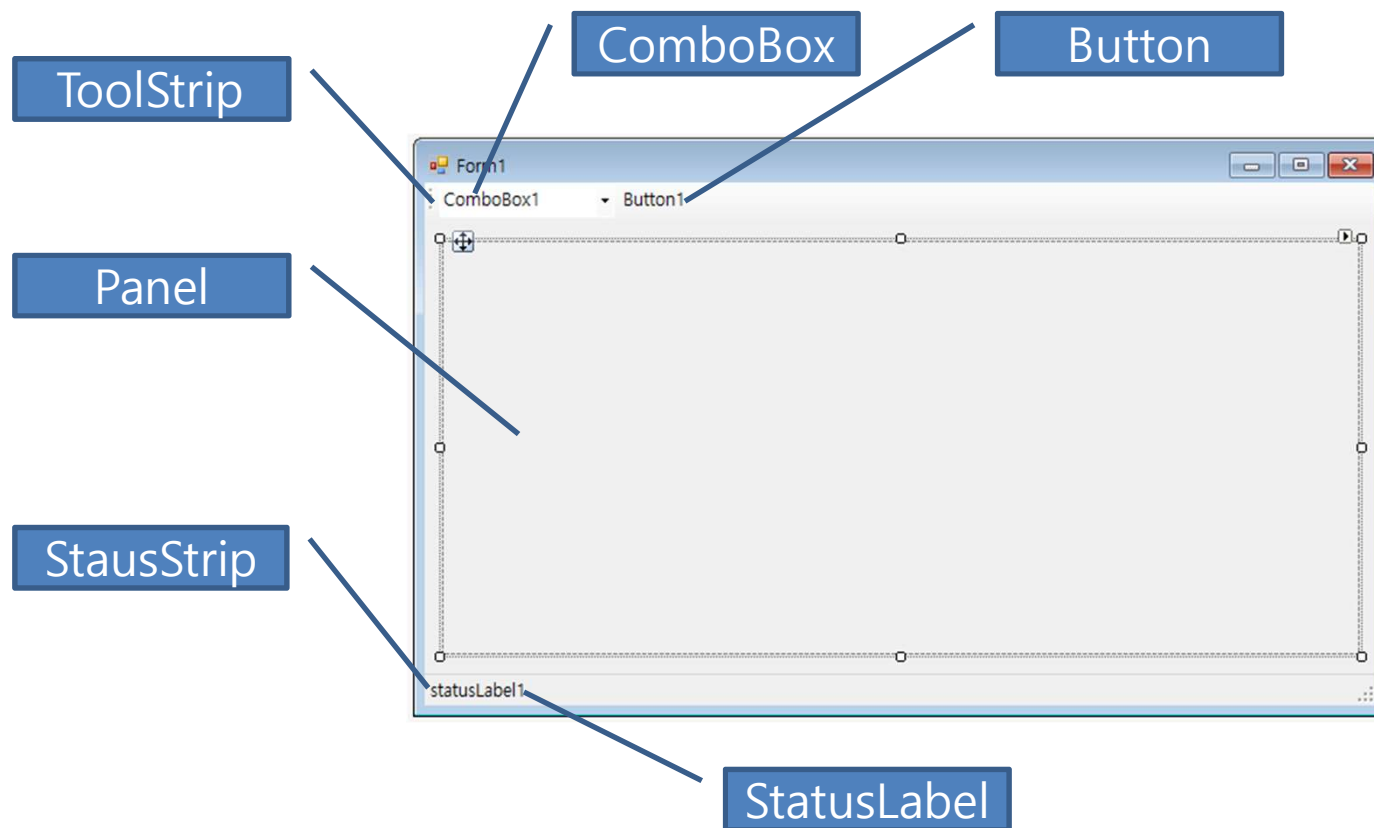 ComboBox
Button
ToolStrip
Form1
ComboBox1
Button1
Panel
StausStrip
statusLabel1
StatusLabel